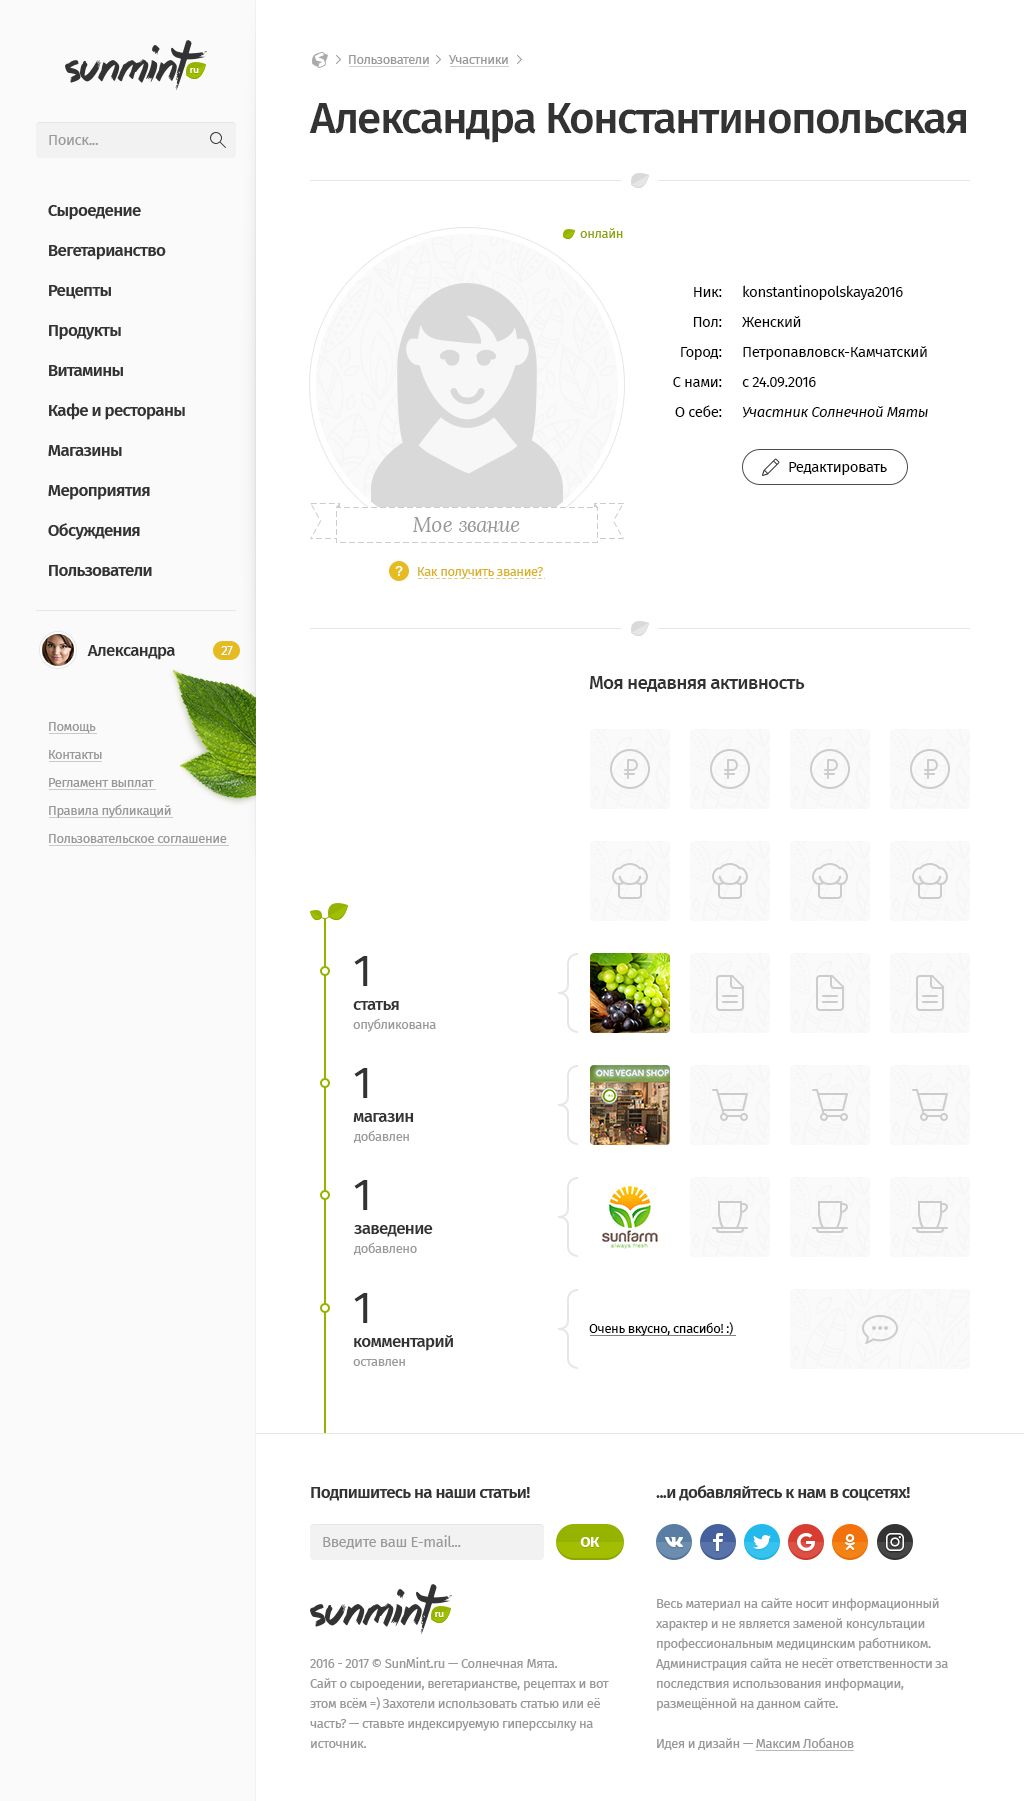 sunmint ru
Поиск...
Сыроедение
Вегетарианство
Рецепты
Продукты
Витамины
Кафе и рестораны
Магазины
Мероприятия
Обсуждения
Пользователи
Александра 27
Помощь
Контакты
Регламент выплат
Правила публикаций
Пользовательское соглашение
Пользователи Участники
Александра Константинопольская
онлайн
Ник: konstantinopolskaya2016
Пол: Женский
Город: Петропавловск-Камчатский
С нами: с 24.09.2016
О себе: Участник Солнечной Мяты
Редактировать
Мое звание
? Как получить звание?
Моя недавняя активность
1
статья
опубликована
1
магазин
добавлен
ONE VEGAN SHOP
1
заведение
добавлено
sunfarm
always fresh
1
комментарий
оставлен
Очень вкусно, спасибо! :)
Подпишитесь на наши статьи!
Введите ваш E-mail...
ОК
sunmint ru
2016 - 2017 © SunMint.ru — Солнечная Мята.
Сайт о сыроедении, вегетарианстве, рецептах и вот
этом всём =) Захотели использовать статью или её
часть? — ставьте индексируемую гиперссылку на
источник.
...и добавляйтесь к нам в соцсетях!
Весь материал на сайте носит информационный
характер и не является заменой консультации
профессиональным медицинским работником.
Администрация сайта не несёт ответственности за
последствия использования информации,
размещённой на данном сайте.
Идея и дизайн — Максим Лобанов